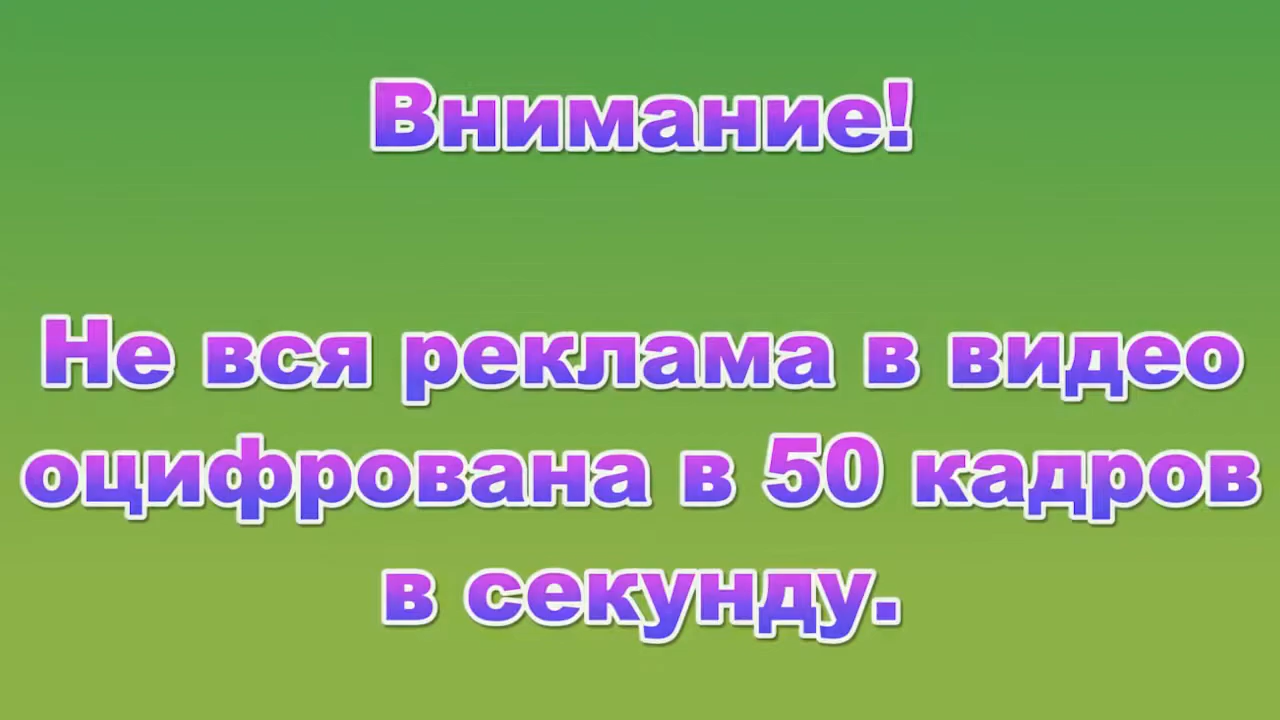 Внимание!
Не вся реклама в видео
оцифрована в 50 кадров
в секунду.